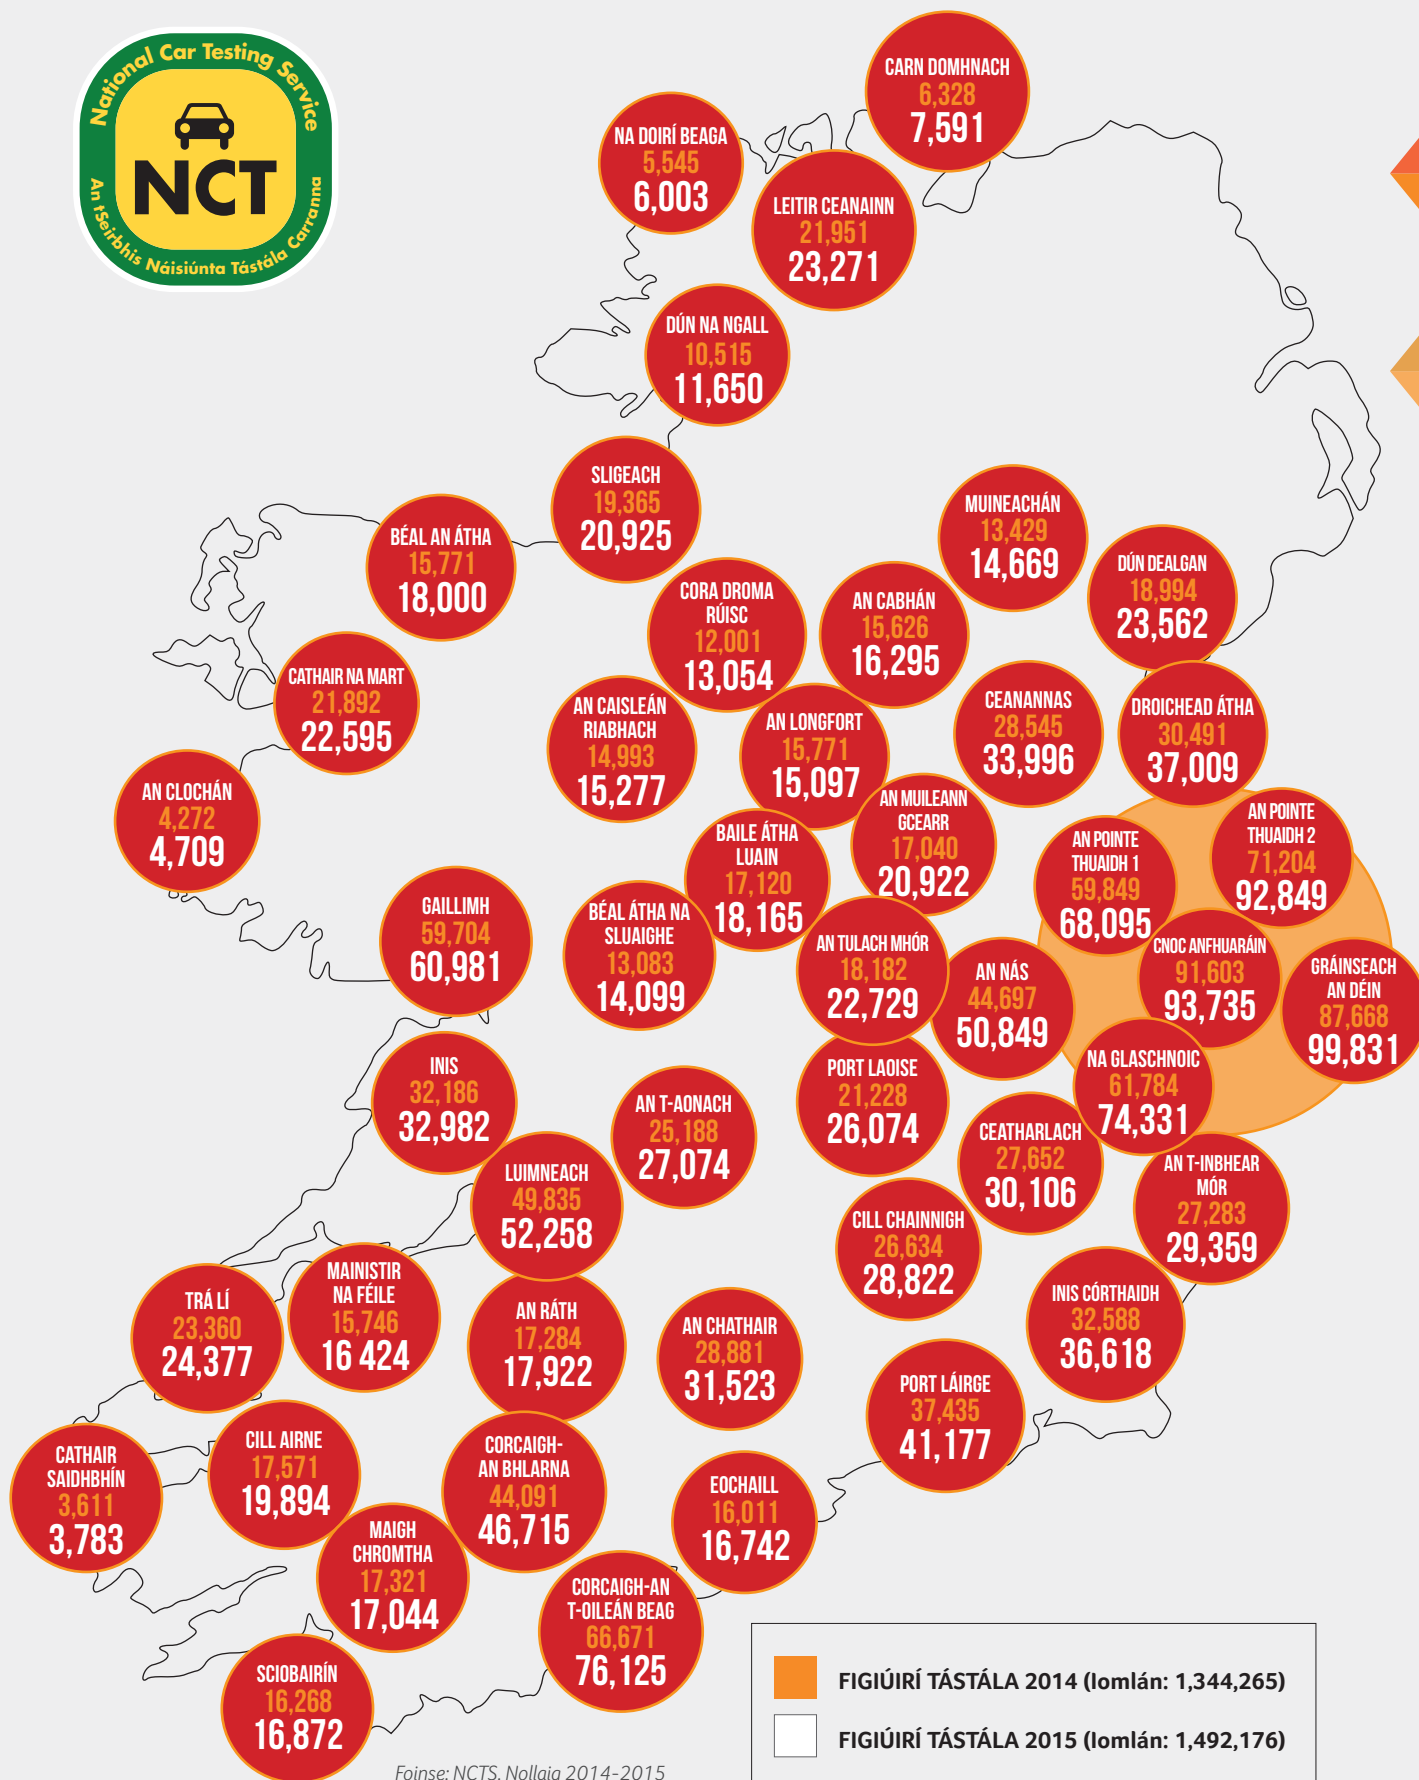 National Car Testing Service
NCT
An tSeirbhis Náisiúnta Tástála Carranna
CARN DOMHNACH
6,328
7,591
NA DOIRÍ BEAGA
5,545
6,003
LEITIR CEANAINN
21,951
23,271
DÚN NA NGALL
10,515
11,650
SLIGEACH
19,365
20,925
BÉAL AN ÁTHA
15,771
18,000
MUINEACHÁN
13,429
14,669
DÚN DEALGAN
18,994
23,562
CORA DROMA
RÚISC
12,001
13,054
AN CABHÁN
15,626
16,295
CATHAIR NA MART
21,892
22,595
AN CAISLEÁN
RIABHACH
14,993
15,277
AN LONGFORT
15,771
15,097
CEANANNAS
28,545
33,996
DROICHEAD ÁTHA
30,491
37,009
AN CLOCHÁN
4,272
4,709
AN MUILEANN
GCEARR
17,040
20,922
AN POINTE
THUAIDH 2
71,204
92,849
AN POINTE
THUAIDH 1
59,849
68,095
BAILE ÁTHA
LUAIN
17,120
18,165
GAILLIMH
59,704
60,981
BÉAL ÁTHA NA
SLUAIGHE
13,083
14,099
AN TULACH MHÓR
18,182
22,729
AN NÁS
44,697
50,849
CNOC ANFHUARÁIN
91,603
93,735
GRÁINSEACH
AN DÉIN
87,668
99,831
INIS
32,186
32,982
AN T-AONACH
25,188
27,074
PORT LAOISE
21,228
26,074
NA GLASCHNOIC
61,784
74,331
CEATHARLACH
27,652
30,106
LUIMNEACH
49,835
52,258
AN T-INBHEAR
MÓR
27,283
29,359
CILL CHAINNIGH
26,634
28,822
TRÁ LÍ
23,360
24,377
MAINISTIR
NA FÉILE
15,746
16 424
AN RÁTH
17,284
17,922
AN CHATHAIR
28,881
31,523
INIS CÓRTHAIDH
32,588
36,618
PORT LÁIRGE
37,435
41,177
CATHAIR
SAIDHBHÍN
3,611
3,783
CILL AIRNE
17,571
19,894
CORCAIGH-
AN BHLARNA
44,091
46,715
EOCHAILL
16,011
16,742
MAIGH
CHROMTHA
17,321
17,044
CORCAIGH-AN
T-OILEÁN BEAG
66,671
76,125
SCIOBAIRÍN
16,268
16,872
FIGIÚIRÍ TÁSTÁLA 2014 (Iomlán: 1,344,265)
FIGIÚIRÍ TÁSTÁLA 2015 (Iomlán: 1,492,176)
Foinse: NCTS, Nollaig 2014-2015